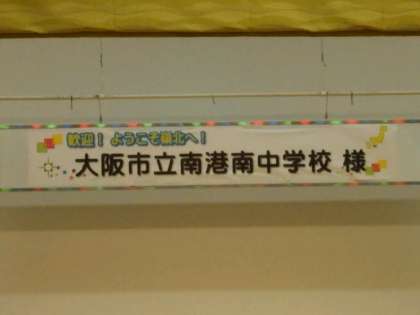 歓迎！ようこそ嶺北へ！
大阪市立南港南中学校 様